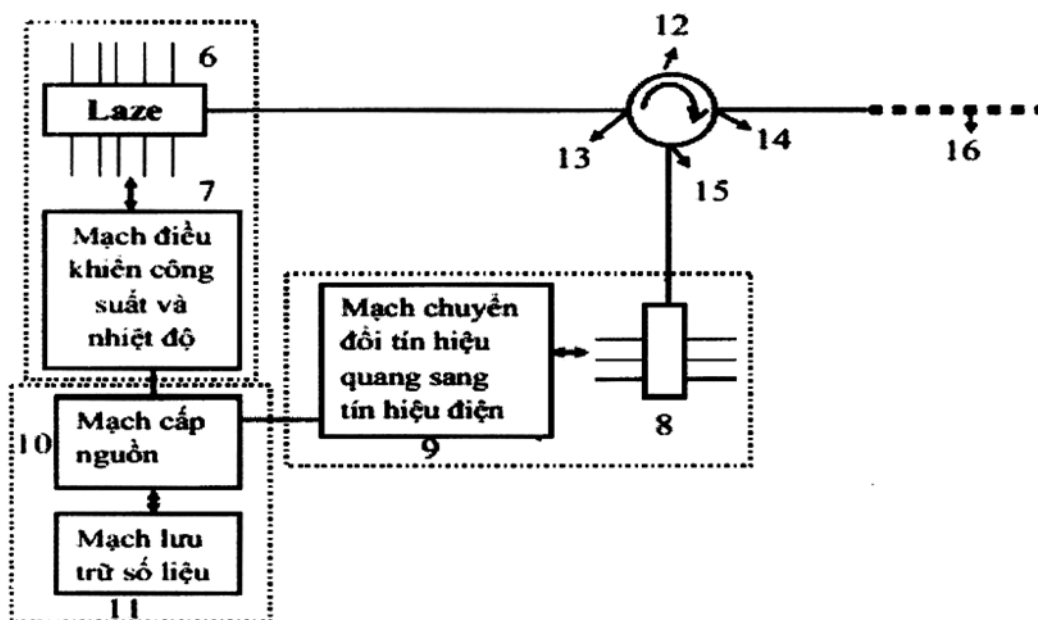 6
12
Laze
13
14
16
7
15
Mạch điều
khiển công
suất và
nhiệt độ
Mạch chuyển
đổi tín hiệu
quang sang
tín hiệu điện
8
9
10
Mạch cấp
nguồn
Mạch lưu
trữ số liệu
11